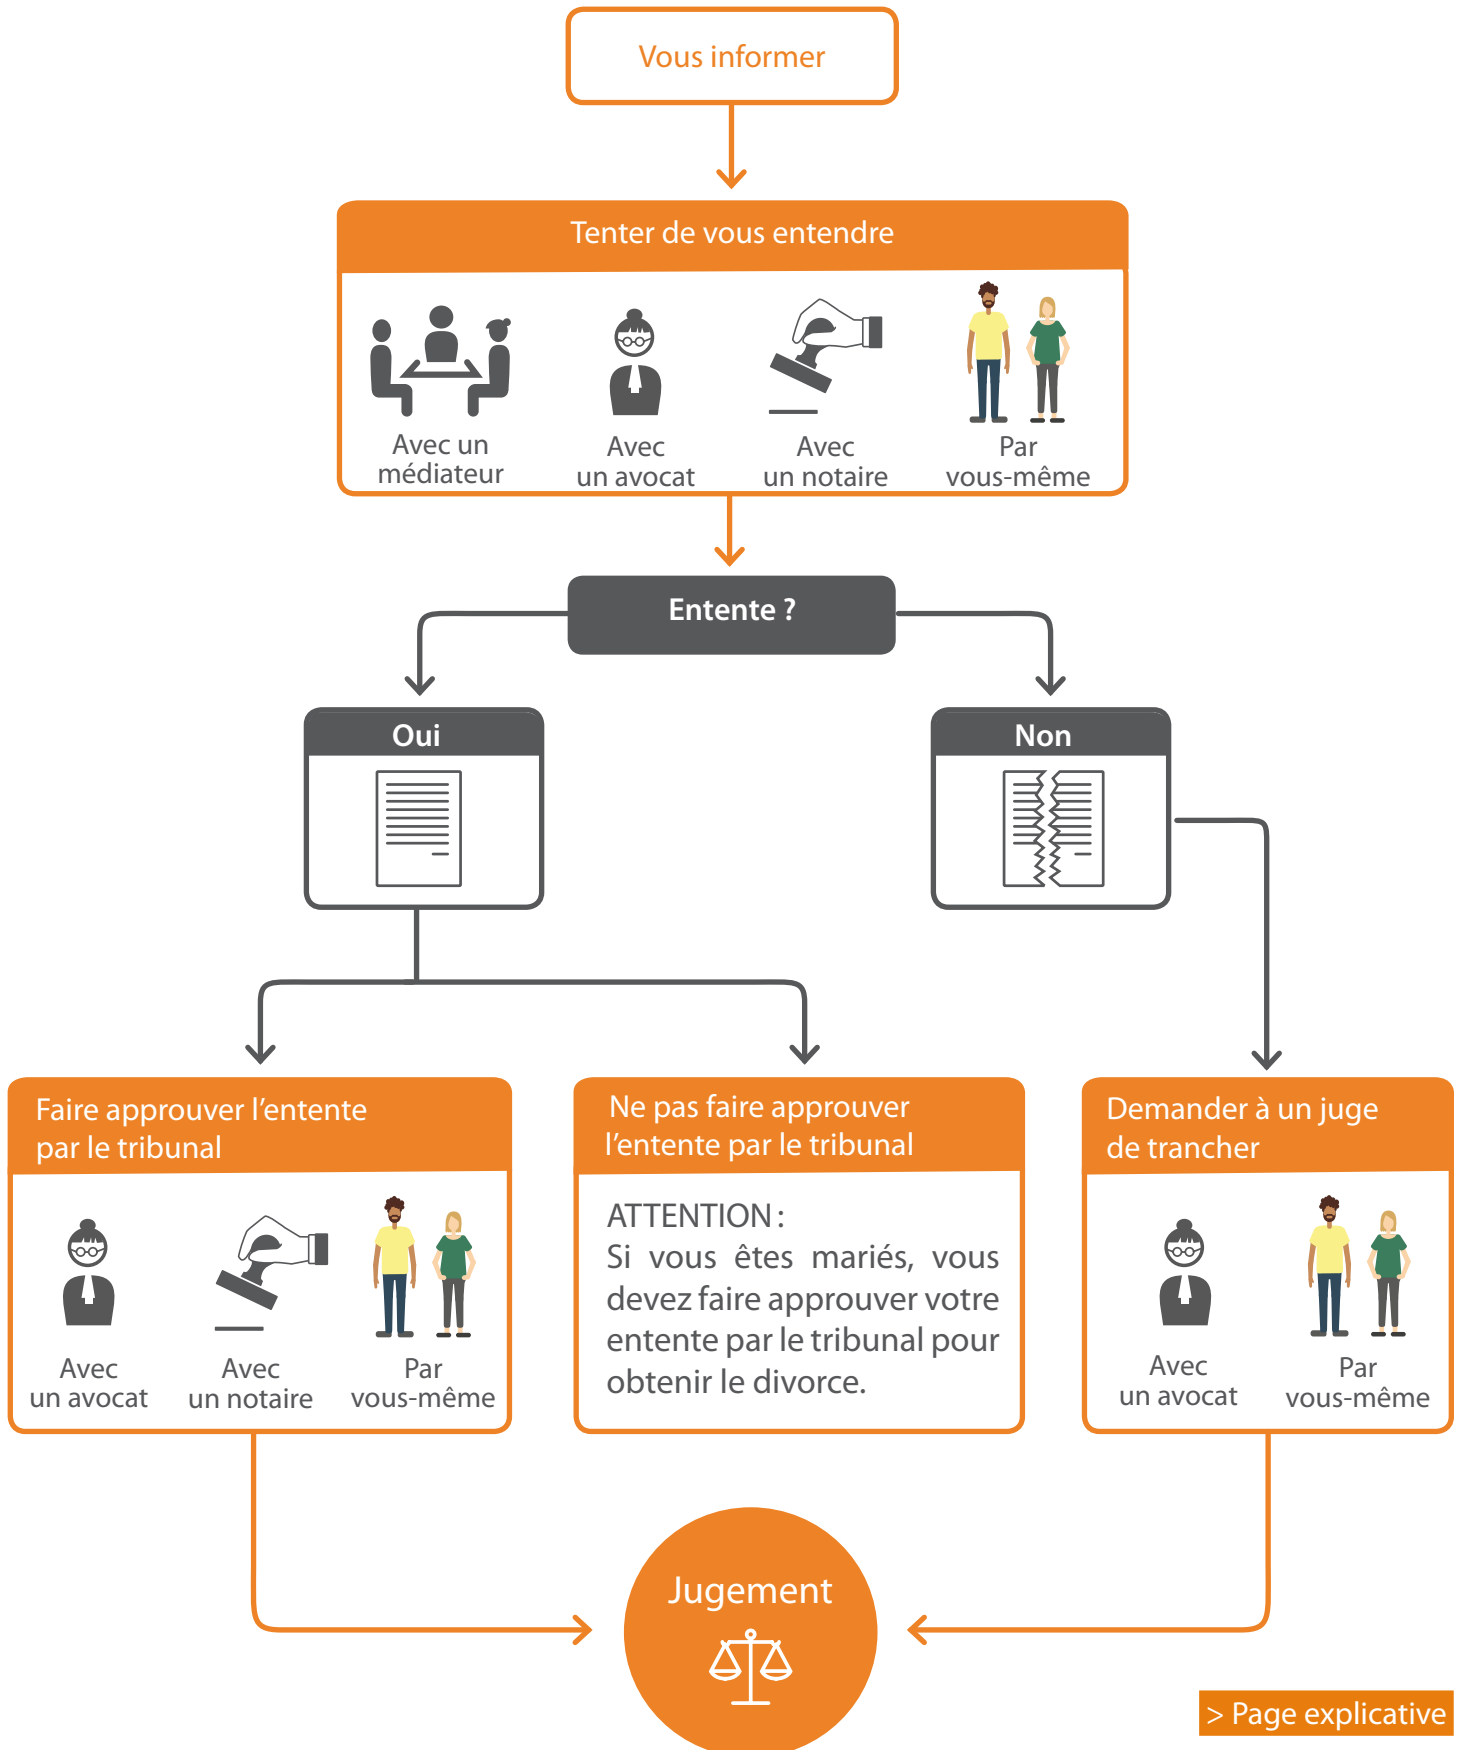 Vous informer
Tenter de vous entendre
Avec un
médiateur
Avec
un avocat
Avec
un notaire
Par
vous-même
Entente ?
Oui
Non
Faire approuver l'entente
par le tribunal
Avec
un avocat
Avec
un notaire
Par
vous-même
Ne pas faire approuver
l'entente par le tribunal
ATTENTION :
Si vous êtes mariés, vous
devez faire approuver votre
entente par le tribunal pour
obtenir le divorce.
Demander à un juge
de trancher
Avec
un avocat
Par
vous-même
Jugement
> Page explicative